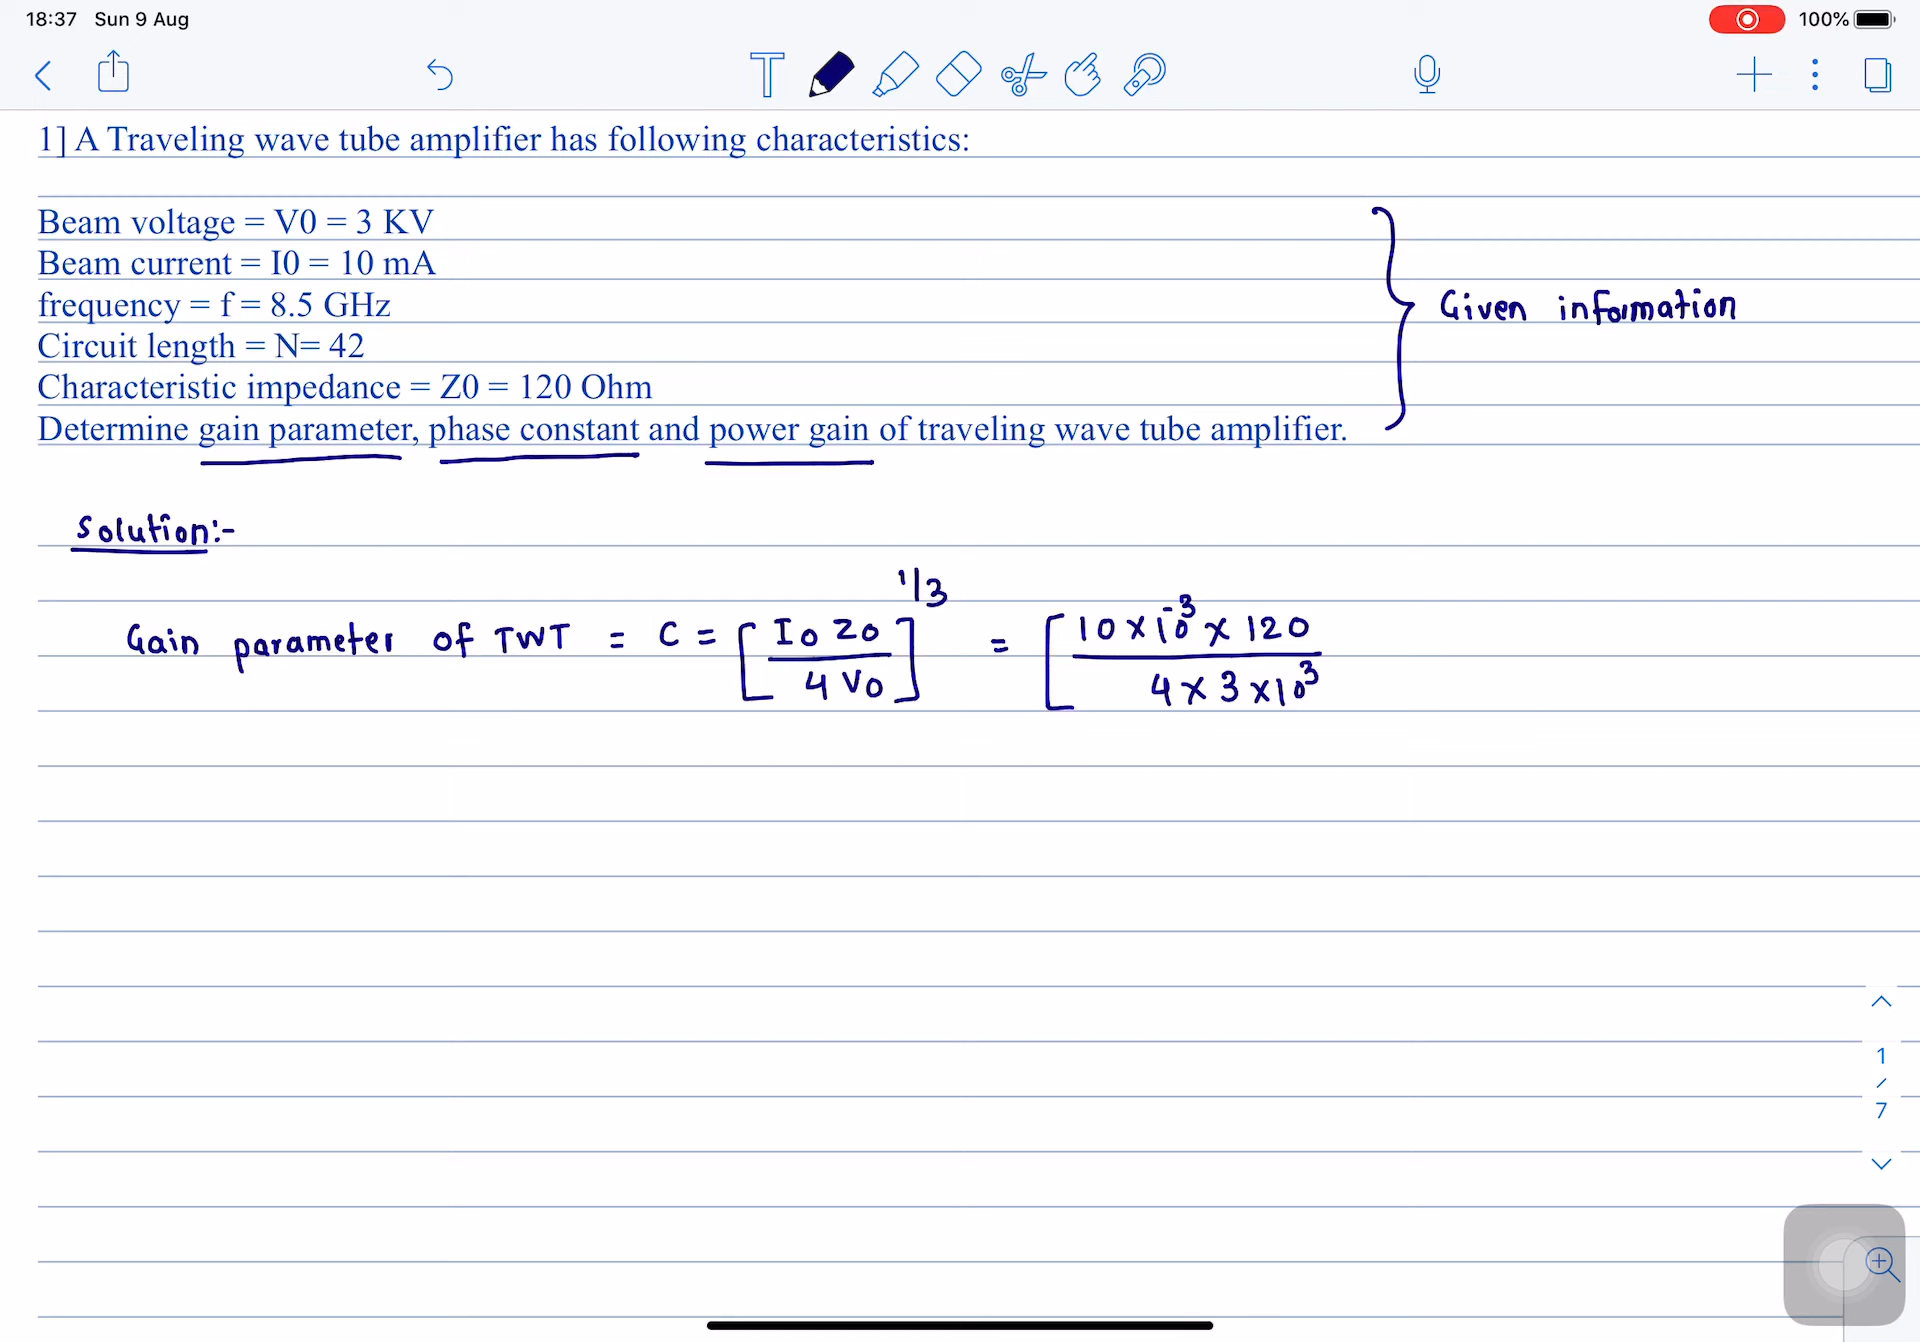 18:37 Sun 9 Aug 100%
1] A Traveling wave tube amplifier has following characteristics:
Beam voltage = V0 = 3 KV
Beam current = I0 = 10 mA
frequency = f = 8.5 GHz
Circuit length = N= 42
Characteristic impedance = Z0 = 120 Ohm
Determine gain parameter, phase constant and power gain of traveling wave tube amplifier.
Given information
Solution:-
Gain parameter of TWT = C = [I0 Z0 / 4 V0]^1/3 = [10 x 10^-3 x 120 / 4 x 3 x 10^3
1
/
7